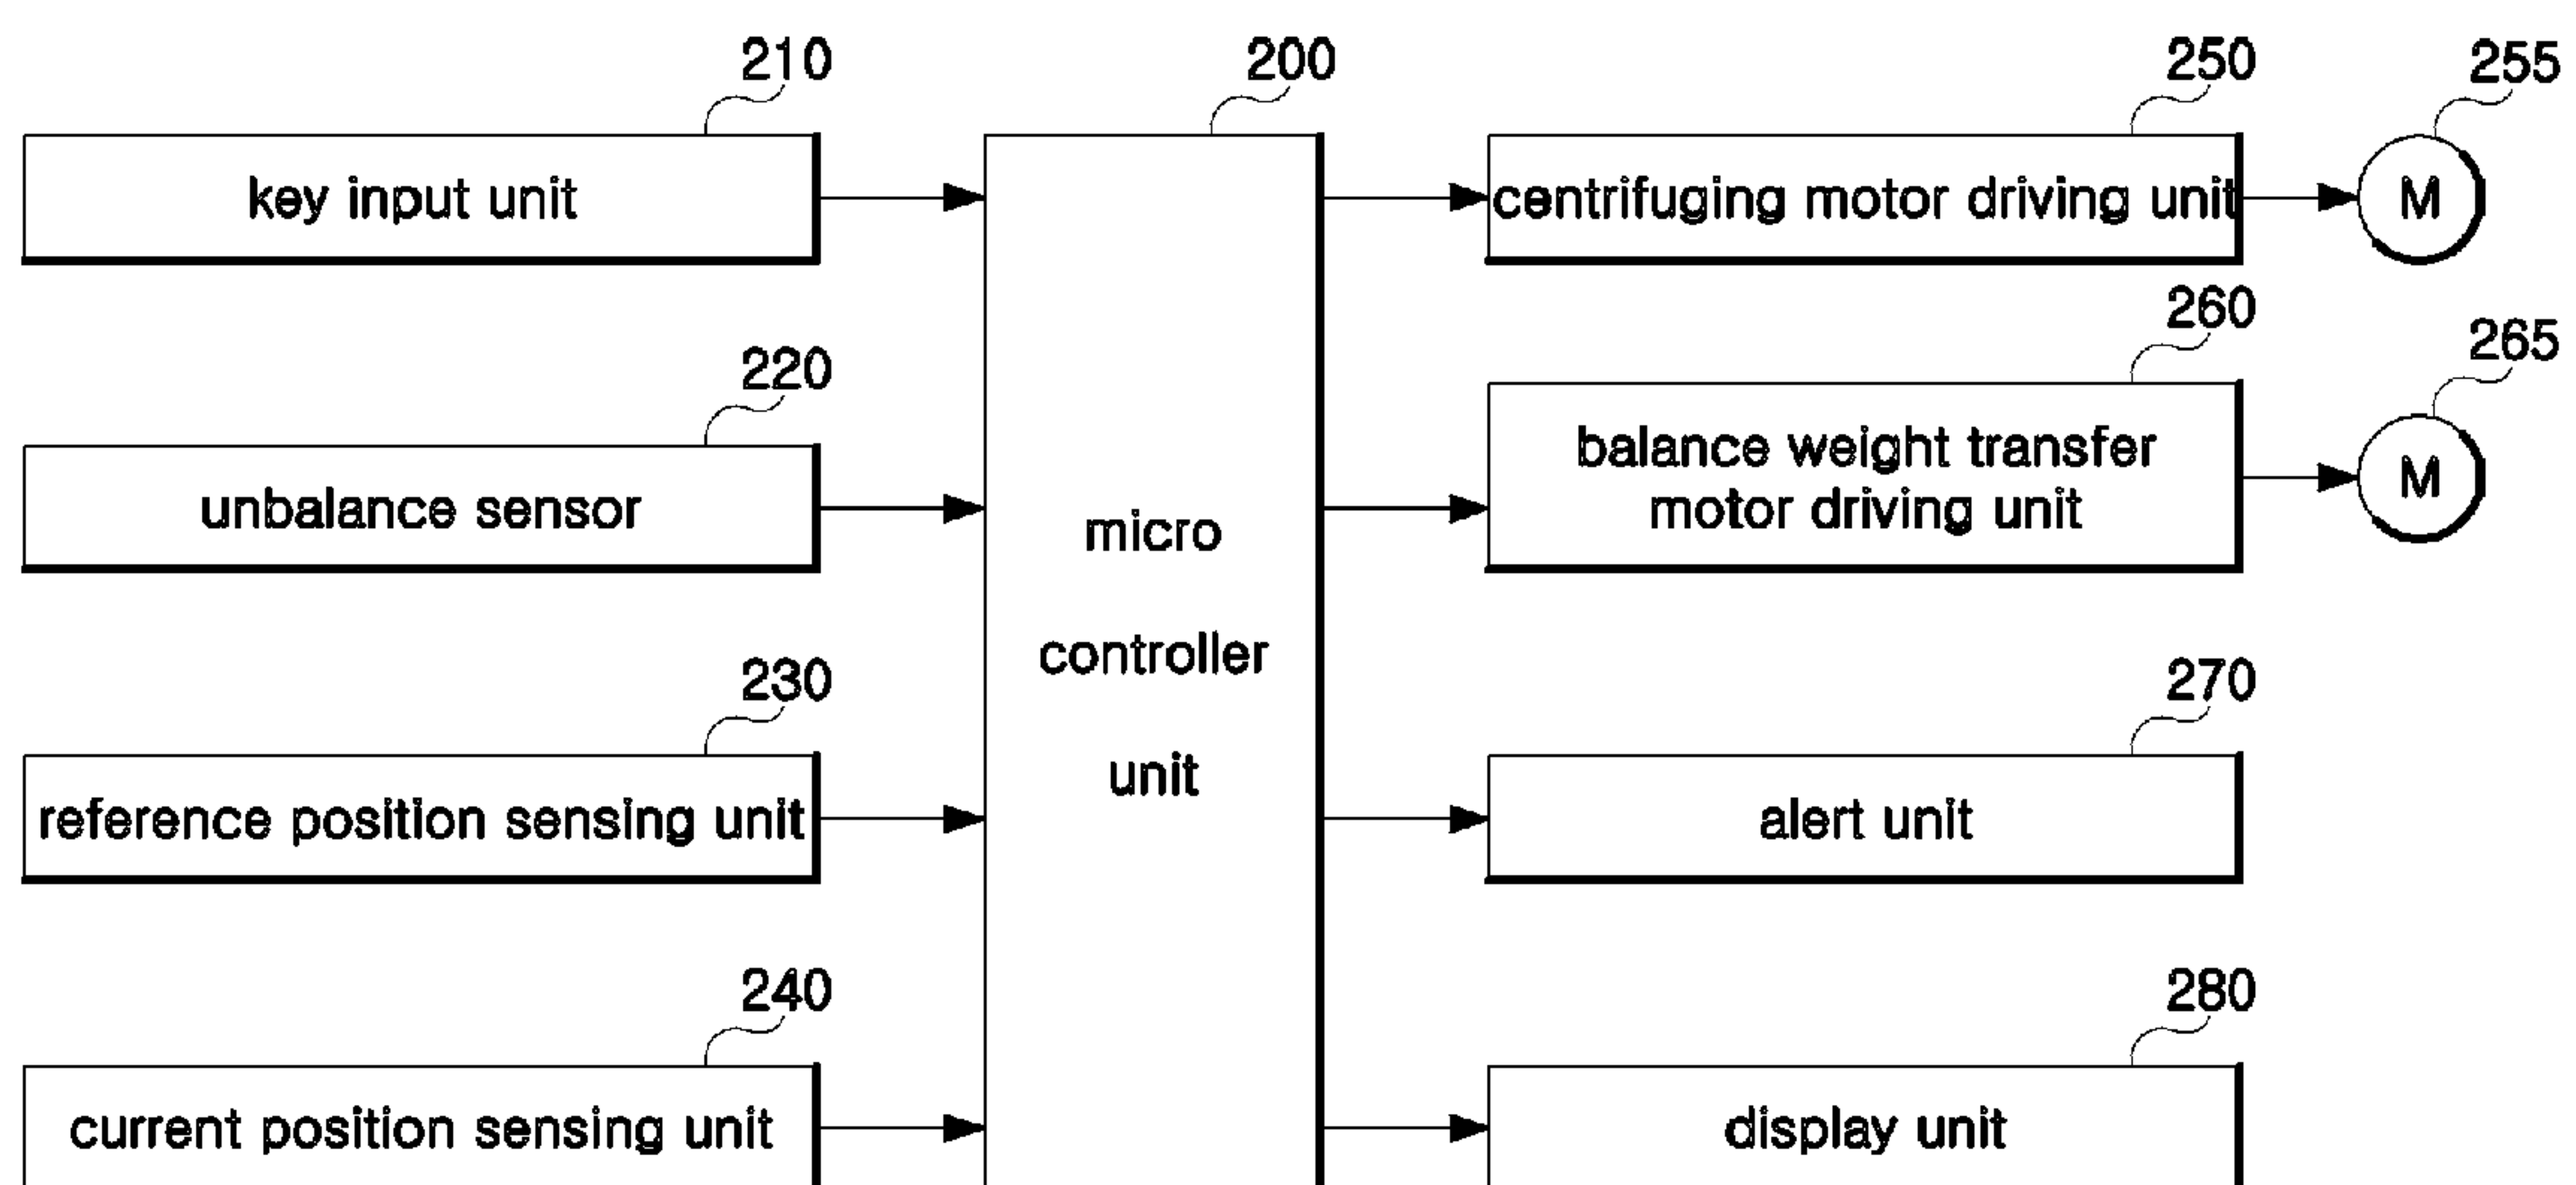 210
200
250
255
key input unit
centrifuging motor driving unit
M
220
260
265
unbalance sensor
balance weight transfer
motor driving unit
M
micro
controller
unit
230
270
reference position sensing unit
alert unit
240
280
current position sensing unit
display unit